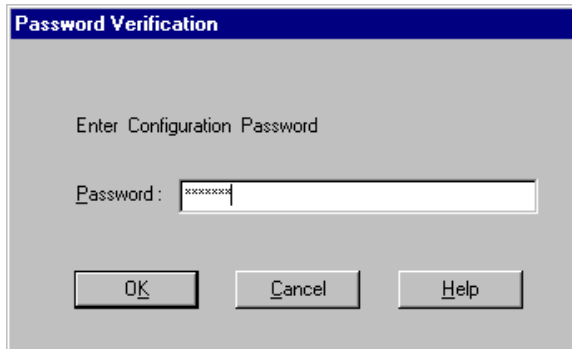 Password Verification
Enter Configuration Password
Password : *******
OK Cancel Help